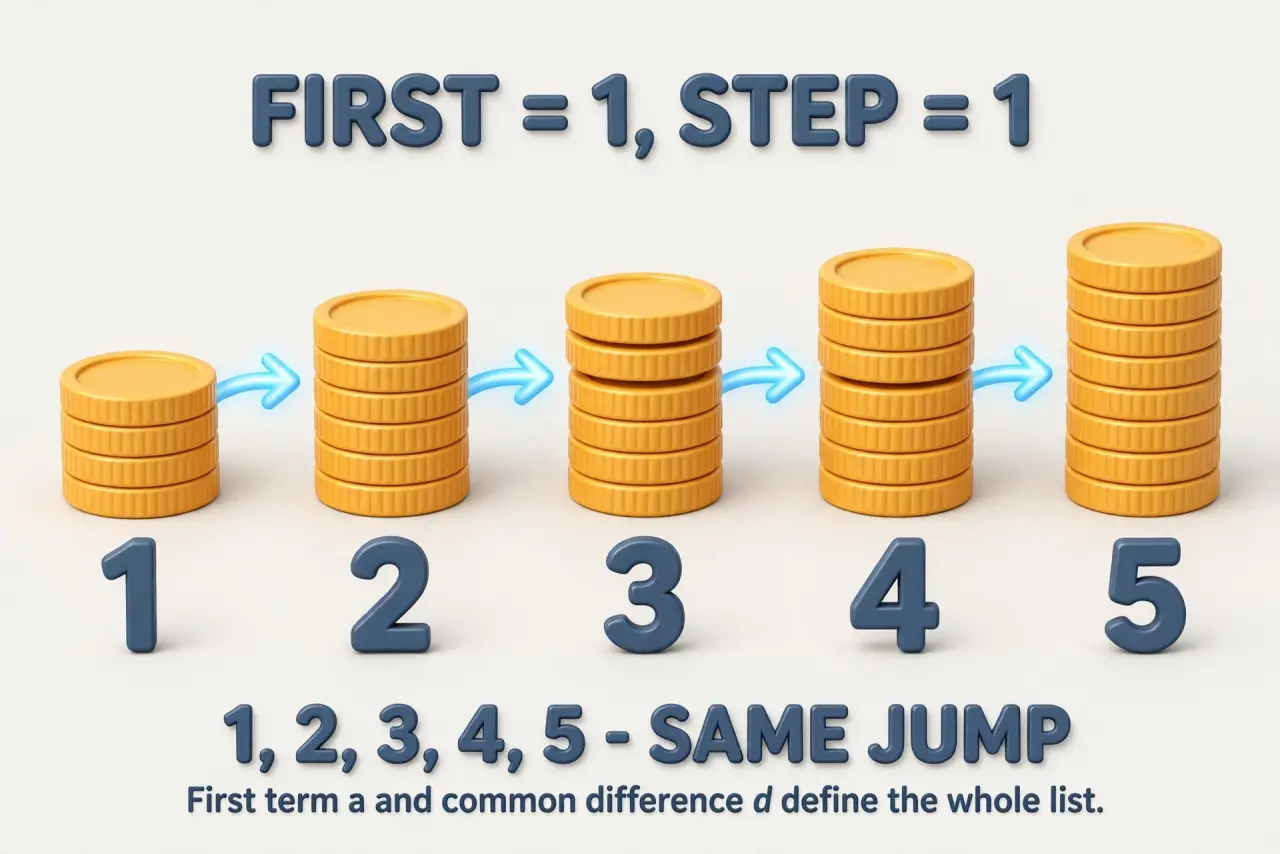 FIRST = 1, STEP = 1
1 2 3 4 5
1, 2, 3, 4, 5 - SAME JUMP
First term a and common difference d define the whole list.